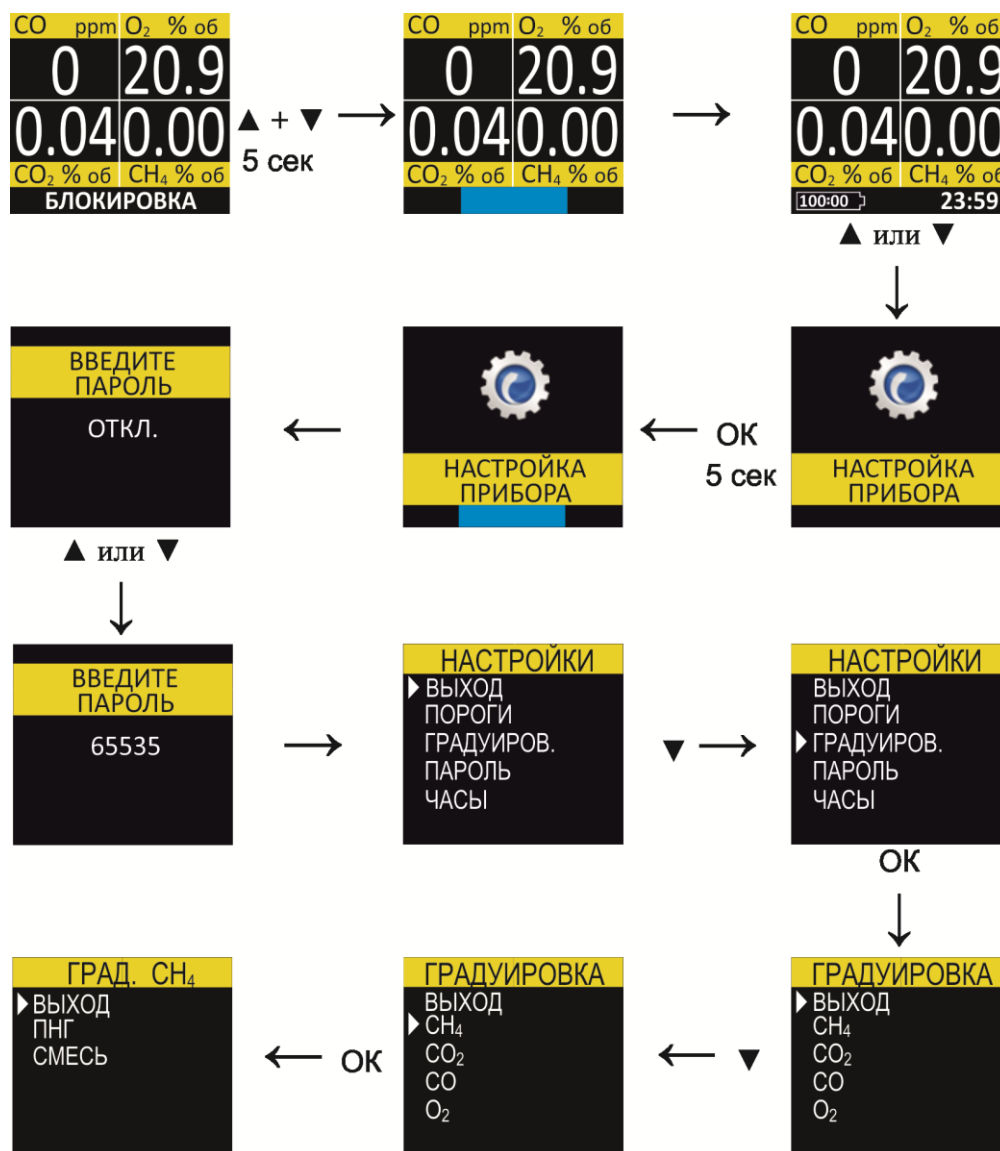 CO ppm O₂ % об
0 20.9
0.04 0.00
CO₂ % об CH₄ % об
БЛОКИРОВКА
▲ + ▼
5 сек
CO ppm O₂ % об
0 20.9
0.04 0.00
CO₂ % об CH₄ % об
CO ppm O₂ % об
0 20.9
0.04 0.00
CO₂ % об CH₄ % об
100:00 23:59
▲ или ▼
НАСТРОЙКА
ПРИБОРА
ОК
5 сек
НАСТРОЙКА
ПРИБОРА
ВВЕДИТЕ
ПАРОЛЬ
ОТКЛ.
▲ или ▼
ВВЕДИТЕ
ПАРОЛЬ
65535
НАСТРОЙКИ
ВЫХОД
ПОРОГИ
ГРАДУИРОВ.
ПАРОЛЬ
ЧАСЫ
▼
НАСТРОЙКИ
ВЫХОД
ПОРОГИ
ГРАДУИРОВ.
ПАРОЛЬ
ЧАСЫ
ОК
ГРАДУИРОВКА
ВЫХОД
CH₄
CO₂
CO
O₂
▼
ГРАДУИРОВКА
ВЫХОД
CH₄
CO₂
CO
O₂
ОК
ГРАД. CH₄
ВЫХОД
ПНГ
СМЕСЬ